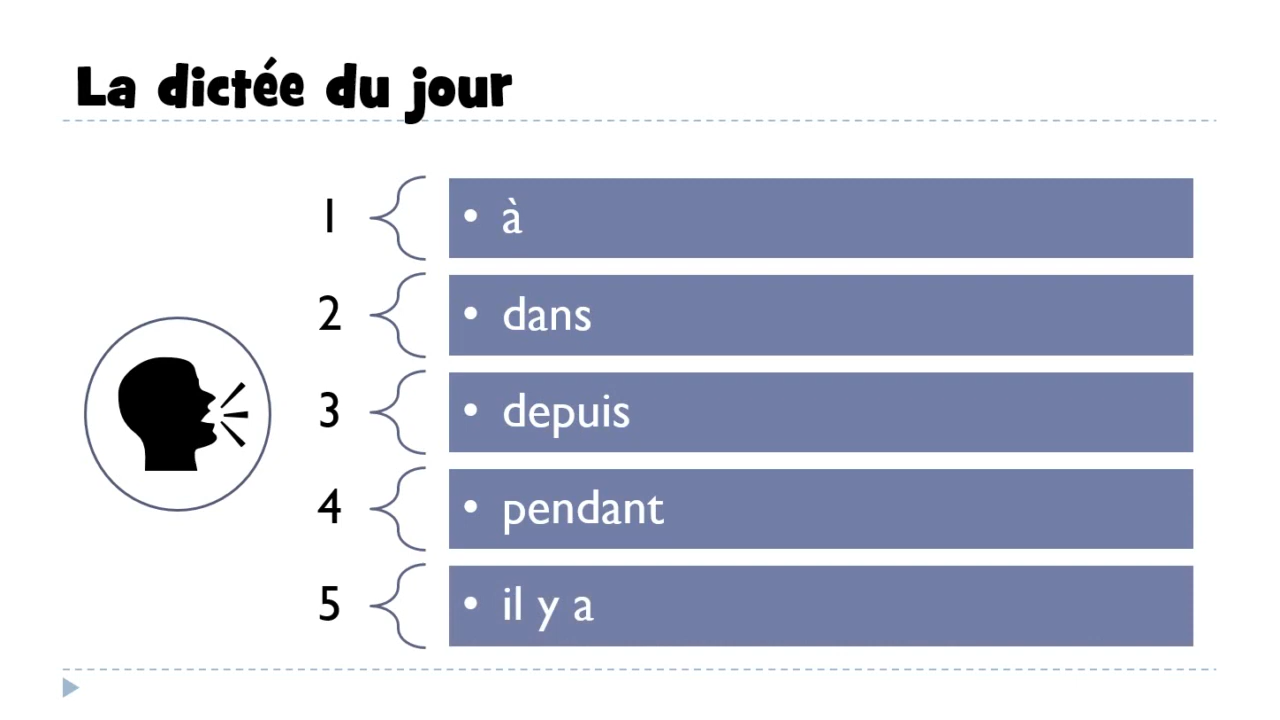 La dictée du jour
1 • à
2 • dans
3 • depuis
4 • pendant
5 • il y a